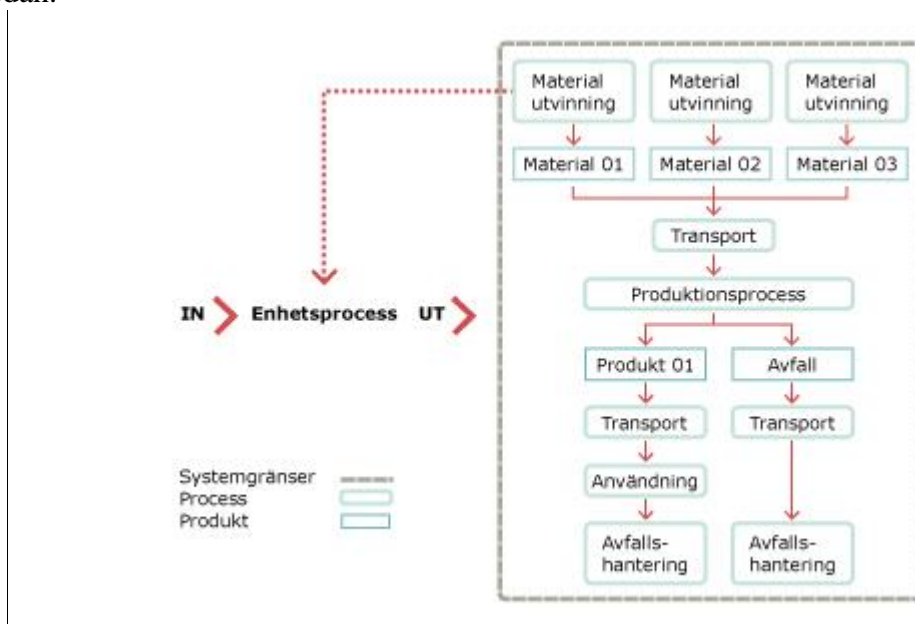 Material
utvinning
Material
utvinning
Material
utvinning
Material 01
Material 02
Material 03
Transport
Produktionsprocess
IN
Enhetsprocess
UT
Produkt 01
Avfall
Transport
Transport
Användning
Avfalls-
hantering
Avfalls-
hantering
Systemgränser
Process
Produkt